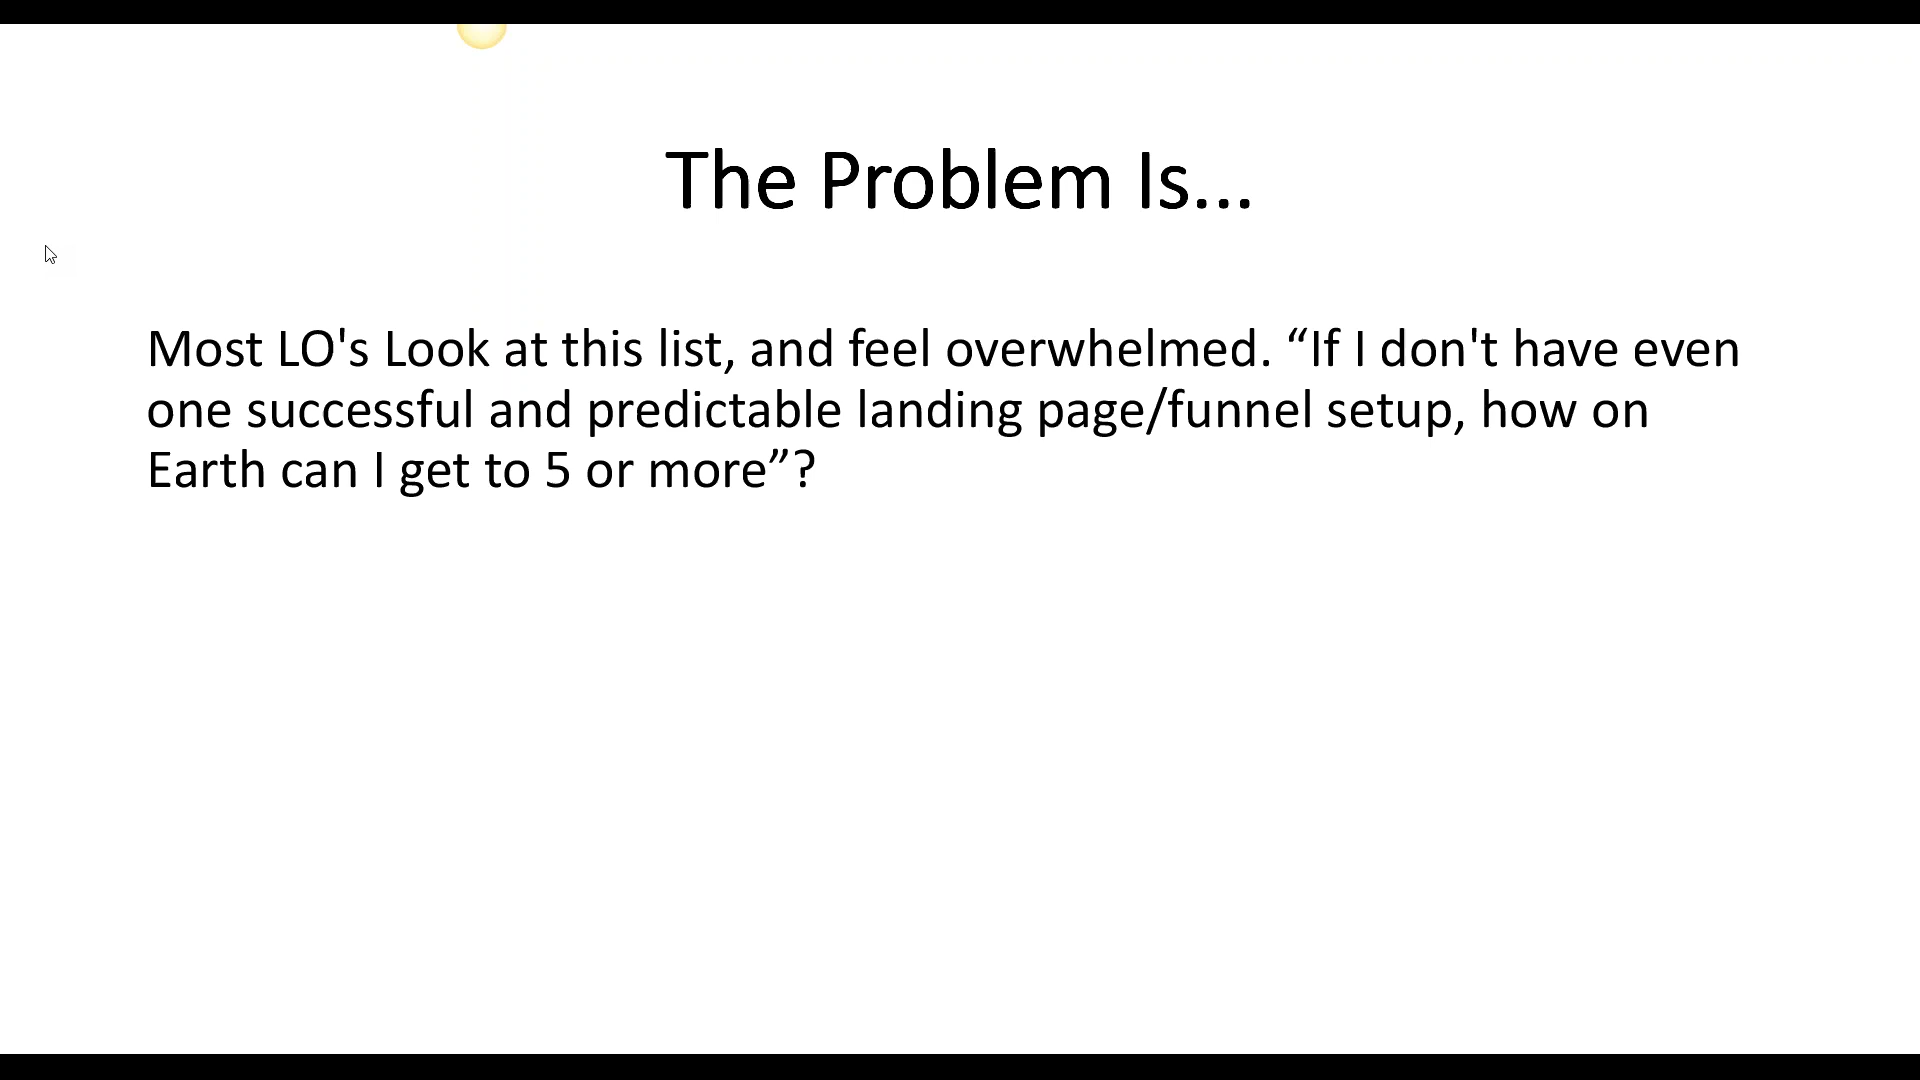 The Problem Is...
Most LO's Look at this list, and feel overwhelmed. “If I don't have even
one successful and predictable landing page/funnel setup, how on
Earth can I get to 5 or more”?